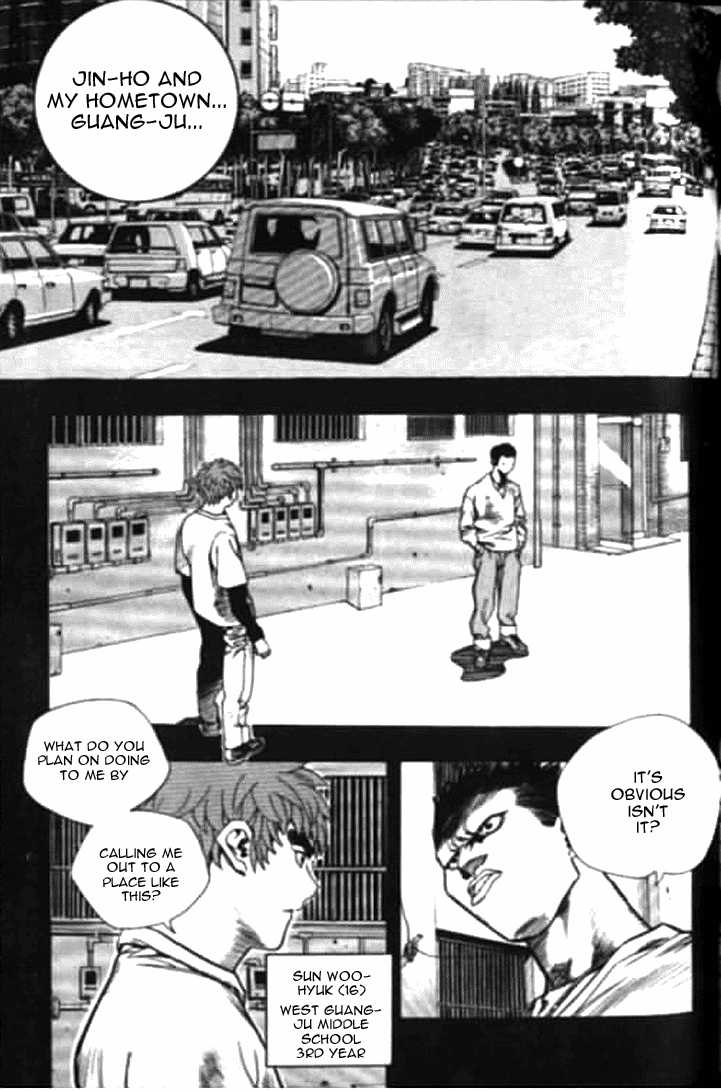 JIN-HO AND
MY HOMETOWN...
GUANG-JU...
WHAT DO YOU
PLAN ON DOING
TO ME BY
CALLING ME
OUT TO A
PLACE LIKE
THIS?
SUN WOO-
HYUK (16)
WEST GUANG-
JU MIDDLE
SCHOOL
3RD YEAR
IT'S
OBVIOUS
ISN'T
IT?